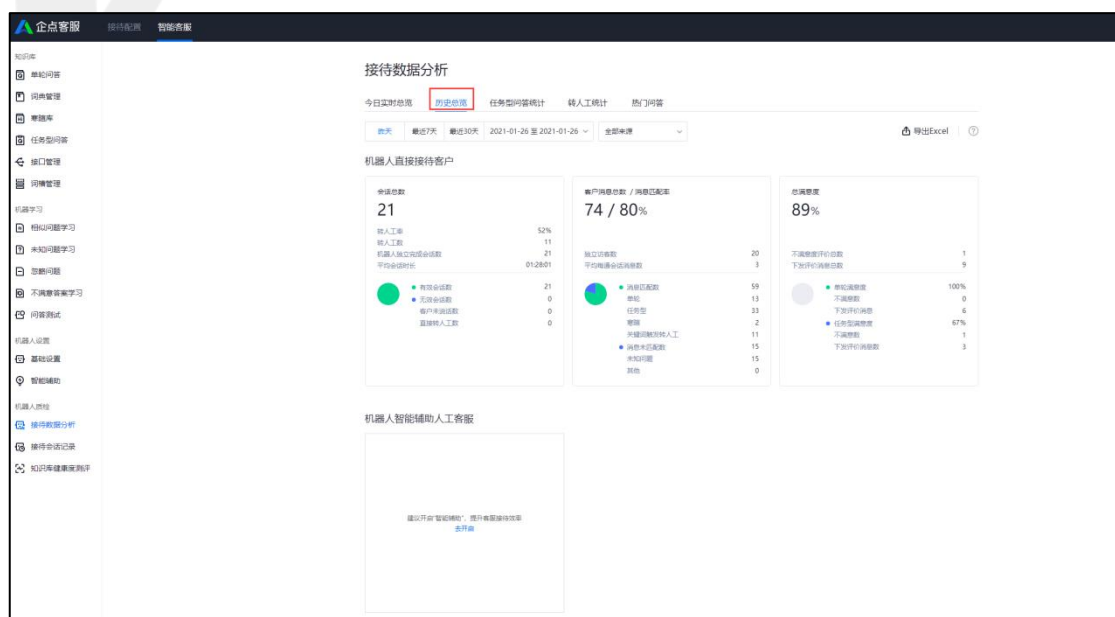 企点客服 接待配置 智能客服
知识库
单轮问答
词典管理
寒暄库
任务型问答
接口管理
词槽管理
机器学习
相似问题学习
未知问题学习
忽略问题
不满意答案学习
问答测试
机器人设置
基础设置
智能辅助
机器人质检
接待数据分析
接待会话记录
知识库健康度测评
接待数据分析
今日实时总览 历史总览 任务型问答统计 转人工统计 热门问答
昨天 最近7天 最近30天 2021-01-26 至 2021-01-26 全部来源 导出Excel
机器人直接接待客户
会话总数
21
转人工率 52%
转人工数 11
机器人独立完成会话数 21
平均会话时长 01:28:01
有效会话数 21
无效会话数 0
客户未说话数 0
直接转人工数 0
客户消息总数 / 消息匹配率
74 / 80%
独立访客数 20
平均每通会话消息数 3
消息匹配数 59
单轮 13
任务型 33
寒暄 2
关键词触发转人工 11
消息未匹配数 15
未知问题 15
其他 0
总满意度
89%
不满意度评价总数 1
下发评价消息总数 9
单轮满意度 100%
不满意数 0
下发评价消息 6
任务型满意度 67%
不满意数 1
下发评价消息数 3
机器人智能辅助人工客服
建议开启“智能辅助”，提升客服接待效率
去开启